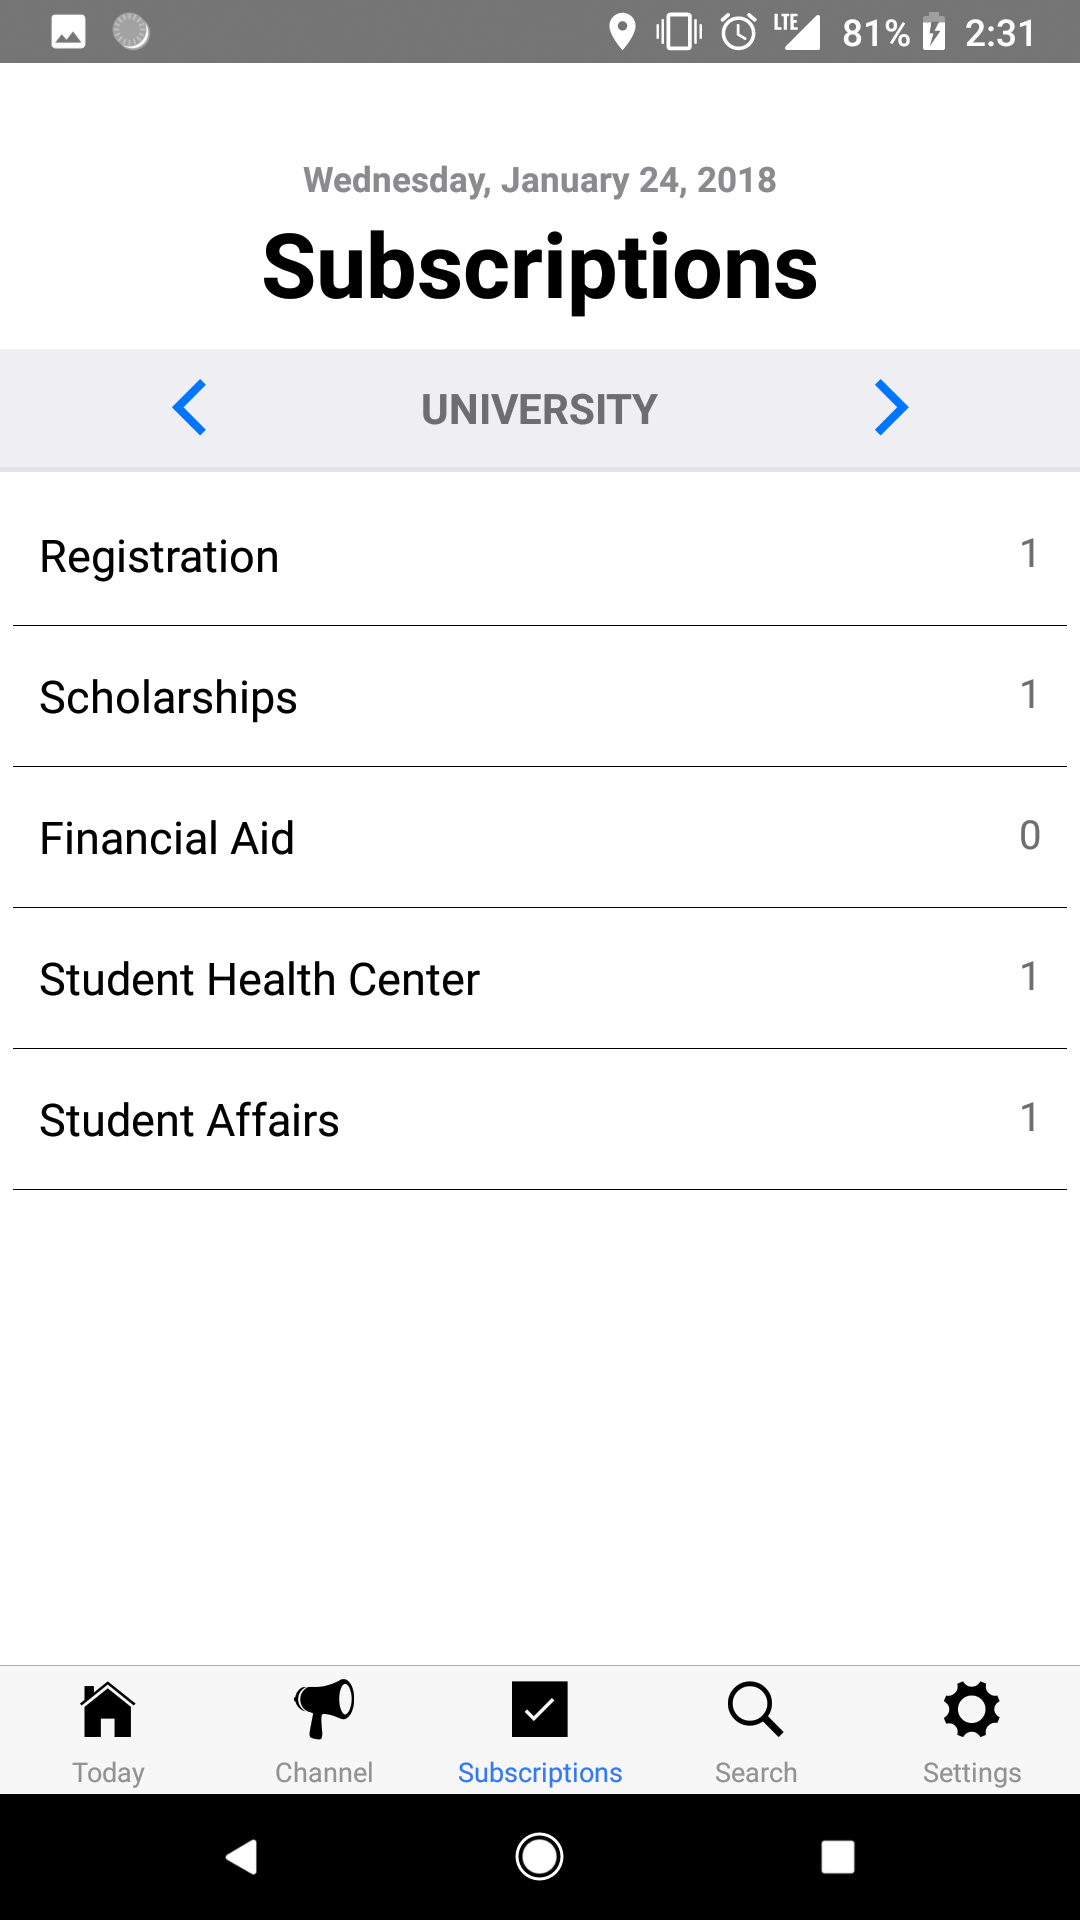 LTE 81% 2:31
Wednesday, January 24, 2018
Subscriptions
UNIVERSITY
Registration 1
Scholarships 1
Financial Aid 0
Student Health Center 1
Student Affairs 1
Today Channel Subscriptions Search Settings